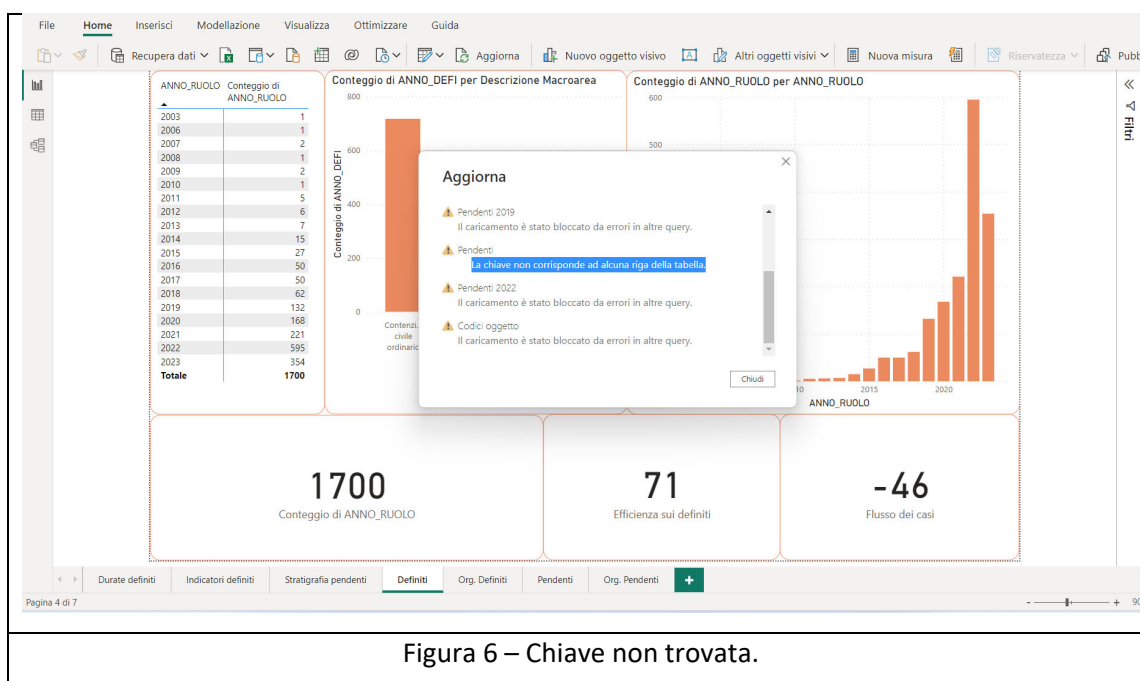 File Home Inserisci Modellazione Visualizza Ottimizzare Guida
Recupera dati Aggiorna Nuovo oggetto visivo Altri oggetti visivi Nuova misura Riservatezza Pubb
ANNO_RUOLO Conteggio di ANNO_RUOLO
2003 1
2006 1
2007 2
2008 1
2009 2
2010 1
2011 5
2012 6
2013 7
2014 15
2015 27
2016 50
2017 50
2018 62
2019 132
2020 168
2021 221
2022 595
2023 354
Totale 1700
Conteggio di ANNO_DEFI per Descrizione Macroarea
Conteggio di ANNO_DEFI
800
600
400
200
0
Contenzi.
civile
ordinario
Conteggio di ANNO_RUOLO per ANNO_RUOLO
600
500
10 2015 2020
ANNO_RUOLO
Filtri
Aggiorna
Pendenti 2019
Il caricamento è stato bloccato da errori in altre query.
Pendenti
La chiave non corrisponde ad alcuna riga della tabella.
Pendenti 2022
Il caricamento è stato bloccato da errori in altre query.
Codici oggetto
Il caricamento è stato bloccato da errori in altre query.
Chiudi
1700
Conteggio di ANNO_RUOLO
71
Efficienza sui definiti
-46
Flusso dei casi
Durate definiti Indicatori definiti Stratigrafia pendenti Definiti Org. Definiti Pendenti Org. Pendenti +
Pagina 4 di 7
- + 90
Figura 6 – Chiave non trovata.